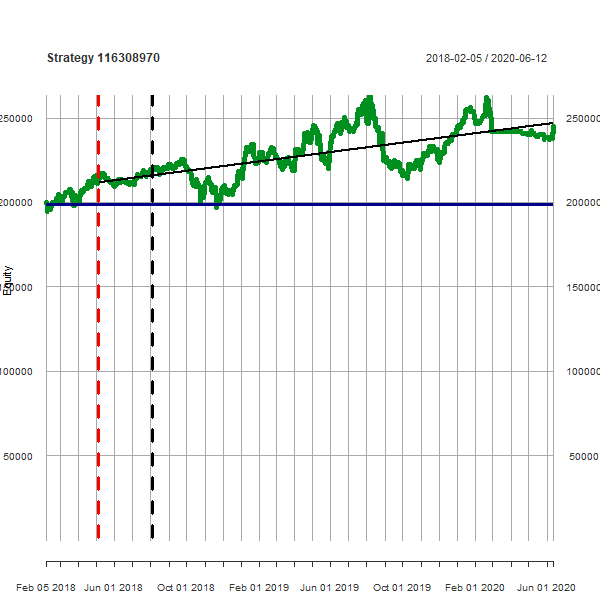 Strategy 116308970
2018-02-05 / 2020-06-12
250000 250000
200000 200000
Equity
150000 150000
100000 100000
50000 50000
Feb 05 2018 Jun 01 2018 Oct 01 2018 Feb 01 2019 Jun 01 2019 Oct 01 2019 Feb 01 2020 Jun 01 2020